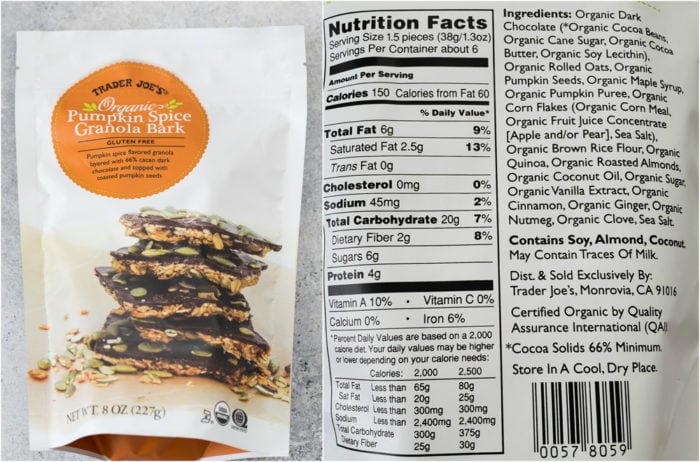 TRADER JOE'S
Organic
Pumpkin Spice
Granola Bark
GLUTEN FREE
Pumpkin spice flavored granola
layered with 66% cacao dark
chocolate and topped with
toasted pumpkin seeds
NET WT. 8 OZ (227g)
Nutrition Facts
Serving Size 1.5 pieces (38g/1.3oz)
Servings Per Container about 6
Amount Per Serving
Calories 150 Calories from Fat 60
% Daily Value*
Total Fat 6g 9%
Saturated Fat 2.5g 13%
Trans Fat 0g
Cholesterol 0mg 0%
Sodium 45mg 2%
Total Carbohydrate 20g 7%
Dietary Fiber 2g 8%
Sugars 6g
Protein 4g
Vitamin A 10% • Vitamin C 0%
Calcium 0% • Iron 6%
*Percent Daily Values are based on a 2,000
calorie diet. Your daily values may be higher
or lower depending on your calorie needs:
Calories: 2,000 2,500
Total Fat Less than 65g 80g
Sat Fat Less than 20g 25g
Cholesterol Less than 300mg 300mg
Sodium Less than 2,400mg 2,400mg
Total Carbohydrate 300g 375g
Dietary Fiber 25g 30g
Ingredients: Organic Dark
Chocolate (*Organic Cocoa Beans,
Organic Cane Sugar, Organic Cocoa
Butter, Organic Soy Lecithin),
Organic Rolled Oats, Organic
Pumpkin Seeds, Organic Maple Syrup,
Organic Pumpkin Puree, Organic
Corn Flakes (Organic Corn Meal,
Organic Fruit Juice Concentrate
[Apple and/or Pear], Sea Salt),
Organic Brown Rice Flour, Organic
Quinoa, Organic Roasted Almonds,
Organic Coconut Oil, Organic Sugar,
Organic Vanilla Extract, Organic
Cinnamon, Organic Ginger, Organic
Nutmeg, Organic Clove, Sea Salt.
Contains Soy, Almond, Coconut.
May Contain Traces Of Milk.
Dist. & Sold Exclusively By:
Trader Joe's, Monrovia, CA 91016
Certified Organic by Quality
Assurance International (QAI)
*Cocoa Solids 66% Minimum.
Store In A Cool, Dry Place.
0057 8059